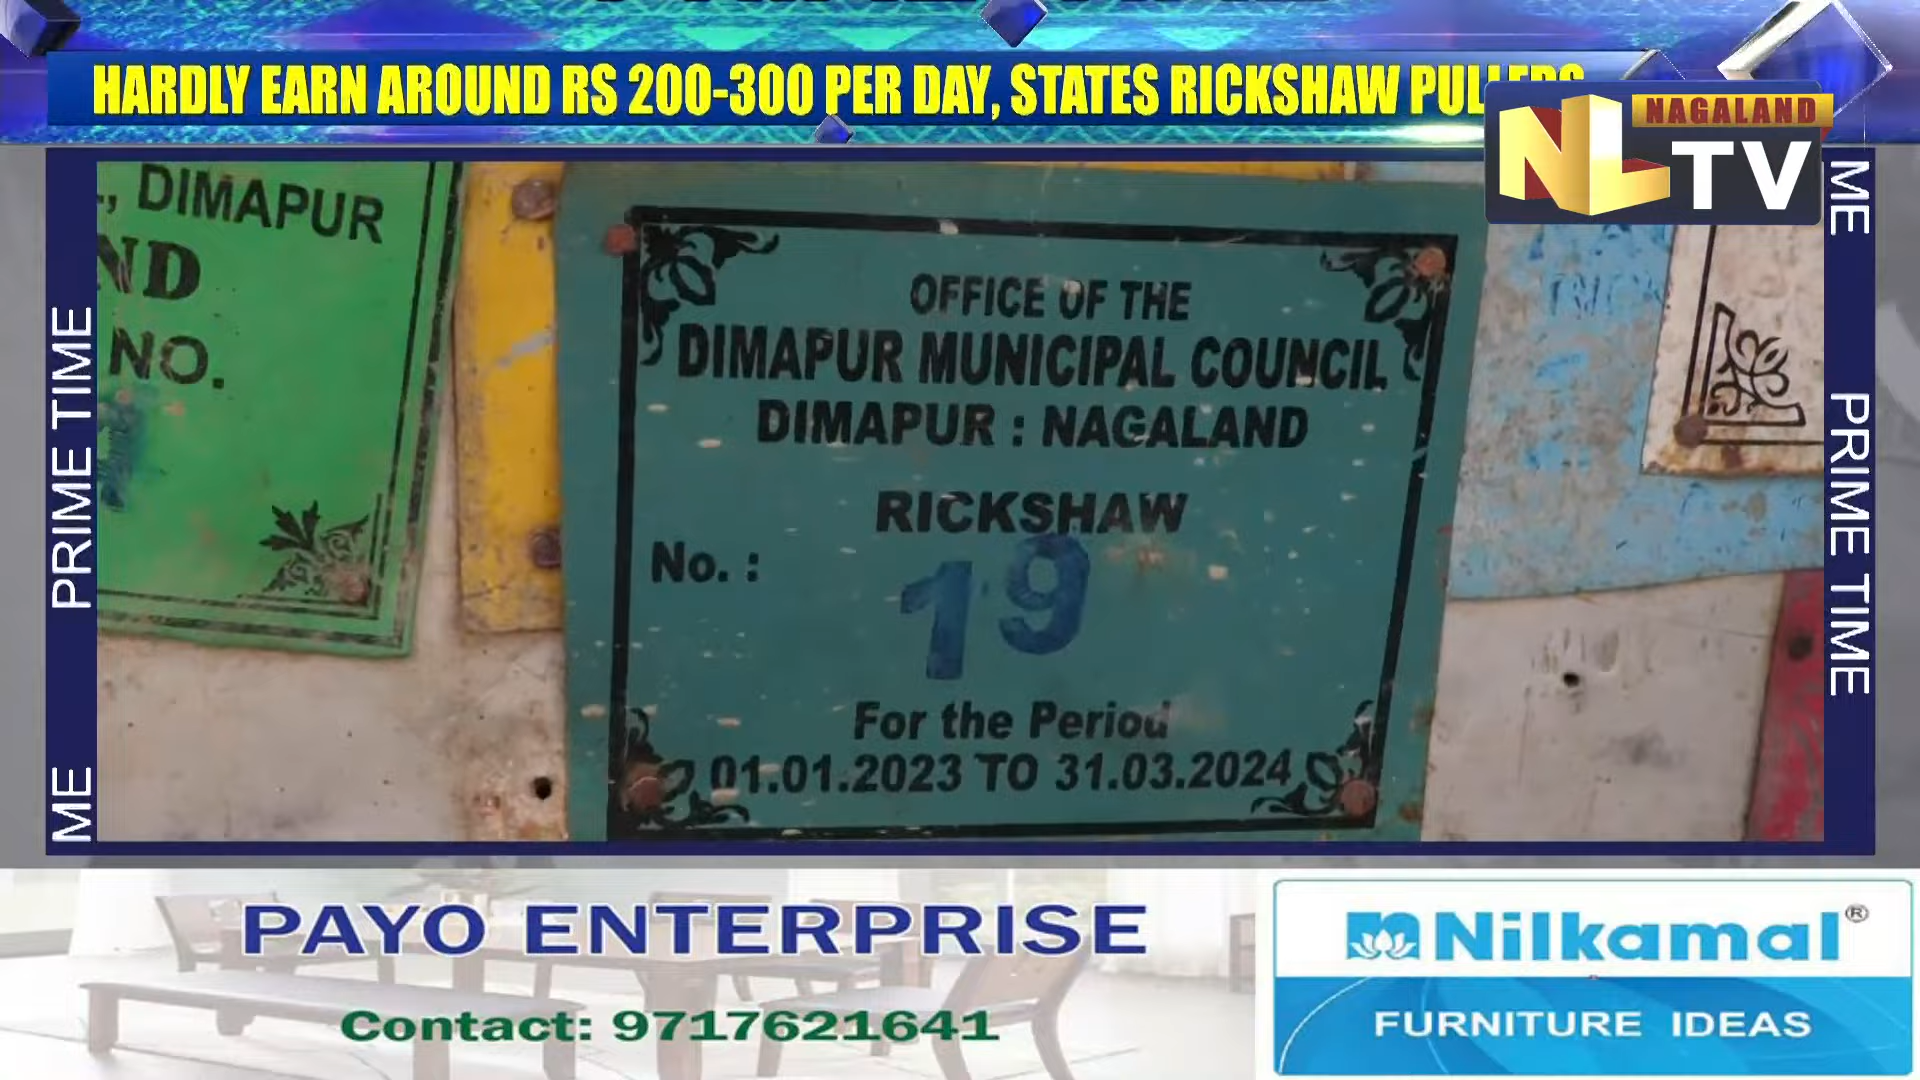 HARDLY EARN AROUND RS 200-300 PER DAY, STATES RICKSHAW PULLERS
NAGALAND
NL TV
ME
PRIME TIME
ME
PRIME TIME
, DIMAPUR
ND
NO.
OFFICE OF THE
DIMAPUR MUNICIPAL COUNCIL
DIMAPUR : NAGALAND
RICKSHAW
No. :
19
For the Period
01.01.2023 TO 31.03.2024
PAYO ENTERPRISE
Contact: 9717621641
Nilkamal®
FURNITURE IDEAS